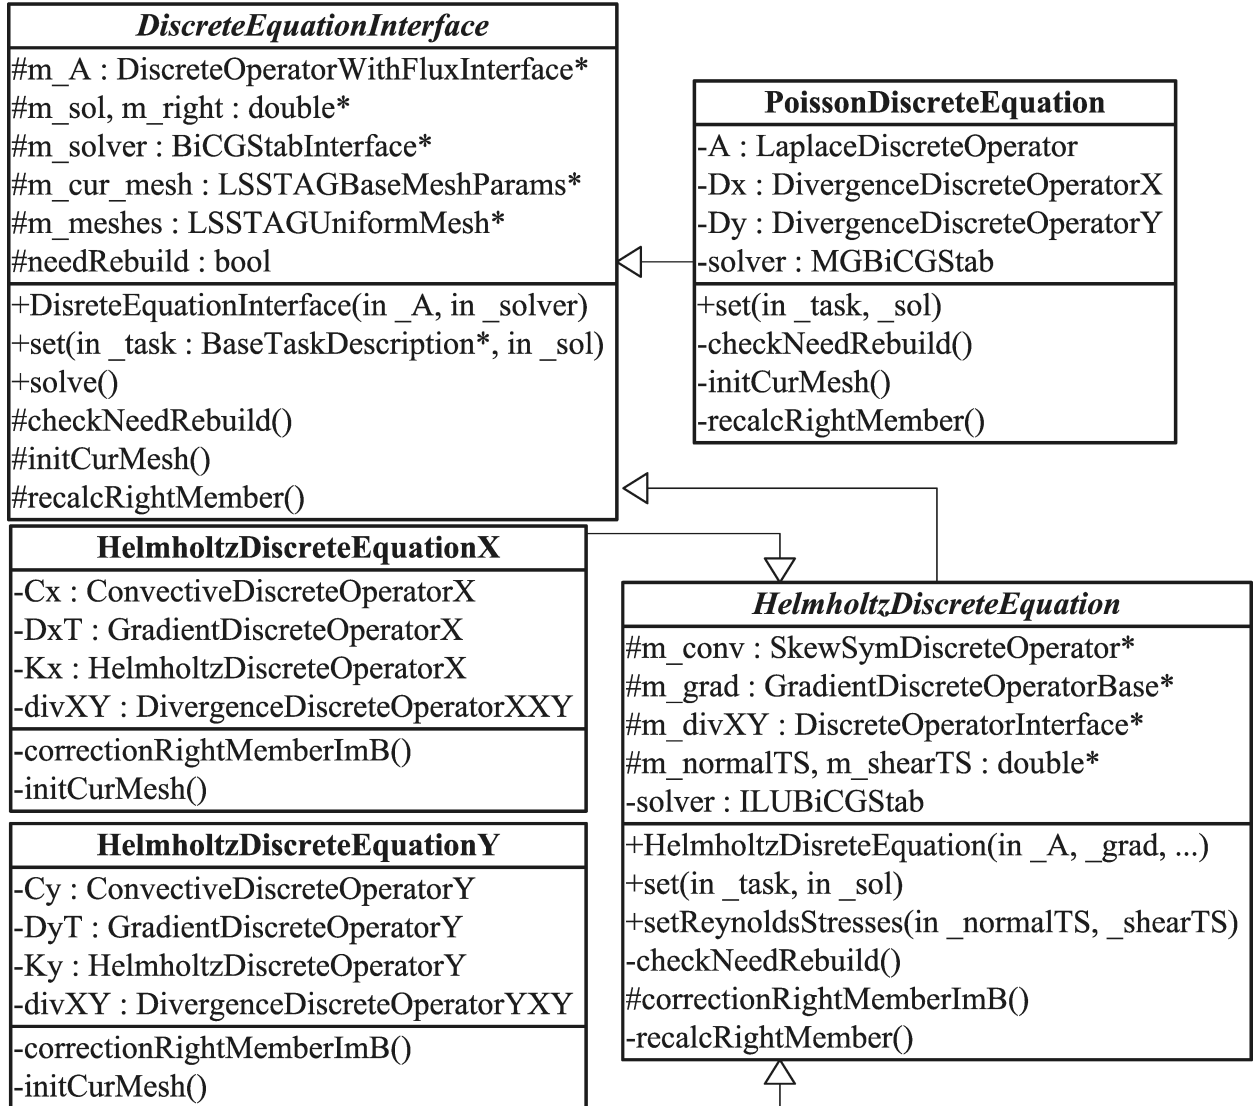 DiscreteEquationInterface
#m_A : DiscreteOperatorWithFluxInterface*
#m_sol, m_right : double*
#m_solver : BiCGStabInterface*
#m_cur_mesh : LSSTAGBaseMeshParams*
#m_meshes : LSSTAGUniformMesh*
#needRebuild : bool
+DisreteEquationInterface(in _A, in _solver)
+set(in _task : BaseTaskDescription*, in _sol)
+solve()
#checkNeedRebuild()
#initCurMesh()
#recalcRightMember()
PoissonDiscreteEquation
-A : LaplaceDiscreteOperator
-Dx : DivergenceDiscreteOperatorX
-Dy : DivergenceDiscreteOperatorY
-solver : MGBiCGStab
+set(in _task, _sol)
-checkNeedRebuild()
-initCurMesh()
-recalcRightMember()
HelmholtzDiscreteEquationX
-Cx : ConvectiveDiscreteOperatorX
-DxT : GradientDiscreteOperatorX
-Kx : HelmholtzDiscreteOperatorX
-divXY : DivergenceDiscreteOperatorXXY
-correctionRightMemberImB()
-initCurMesh()
HelmholtzDiscreteEquationY
-Cy : ConvectiveDiscreteOperatorY
-DyT : GradientDiscreteOperatorY
-Ky : HelmholtzDiscreteOperatorY
-divXY : DivergenceDiscreteOperatorYXY
-correctionRightMemberImB()
-initCurMesh()
HelmholtzDiscreteEquation
#m_conv : SkewSymDiscreteOperator*
#m_grad : GradientDiscreteOperatorBase*
#m_divXY : DiscreteOperatorInterface*
#m_normalTS, m_shearTS : double*
-solver : ILUBiCGStab
+HelmholtzDisreteEquation(in _A, _grad, ...)
+set(in _task, in _sol)
+setReynoldsStresses(in _normalTS, _shearTS)
-checkNeedRebuild()
#correctionRightMemberImB()
-recalcRightMember()